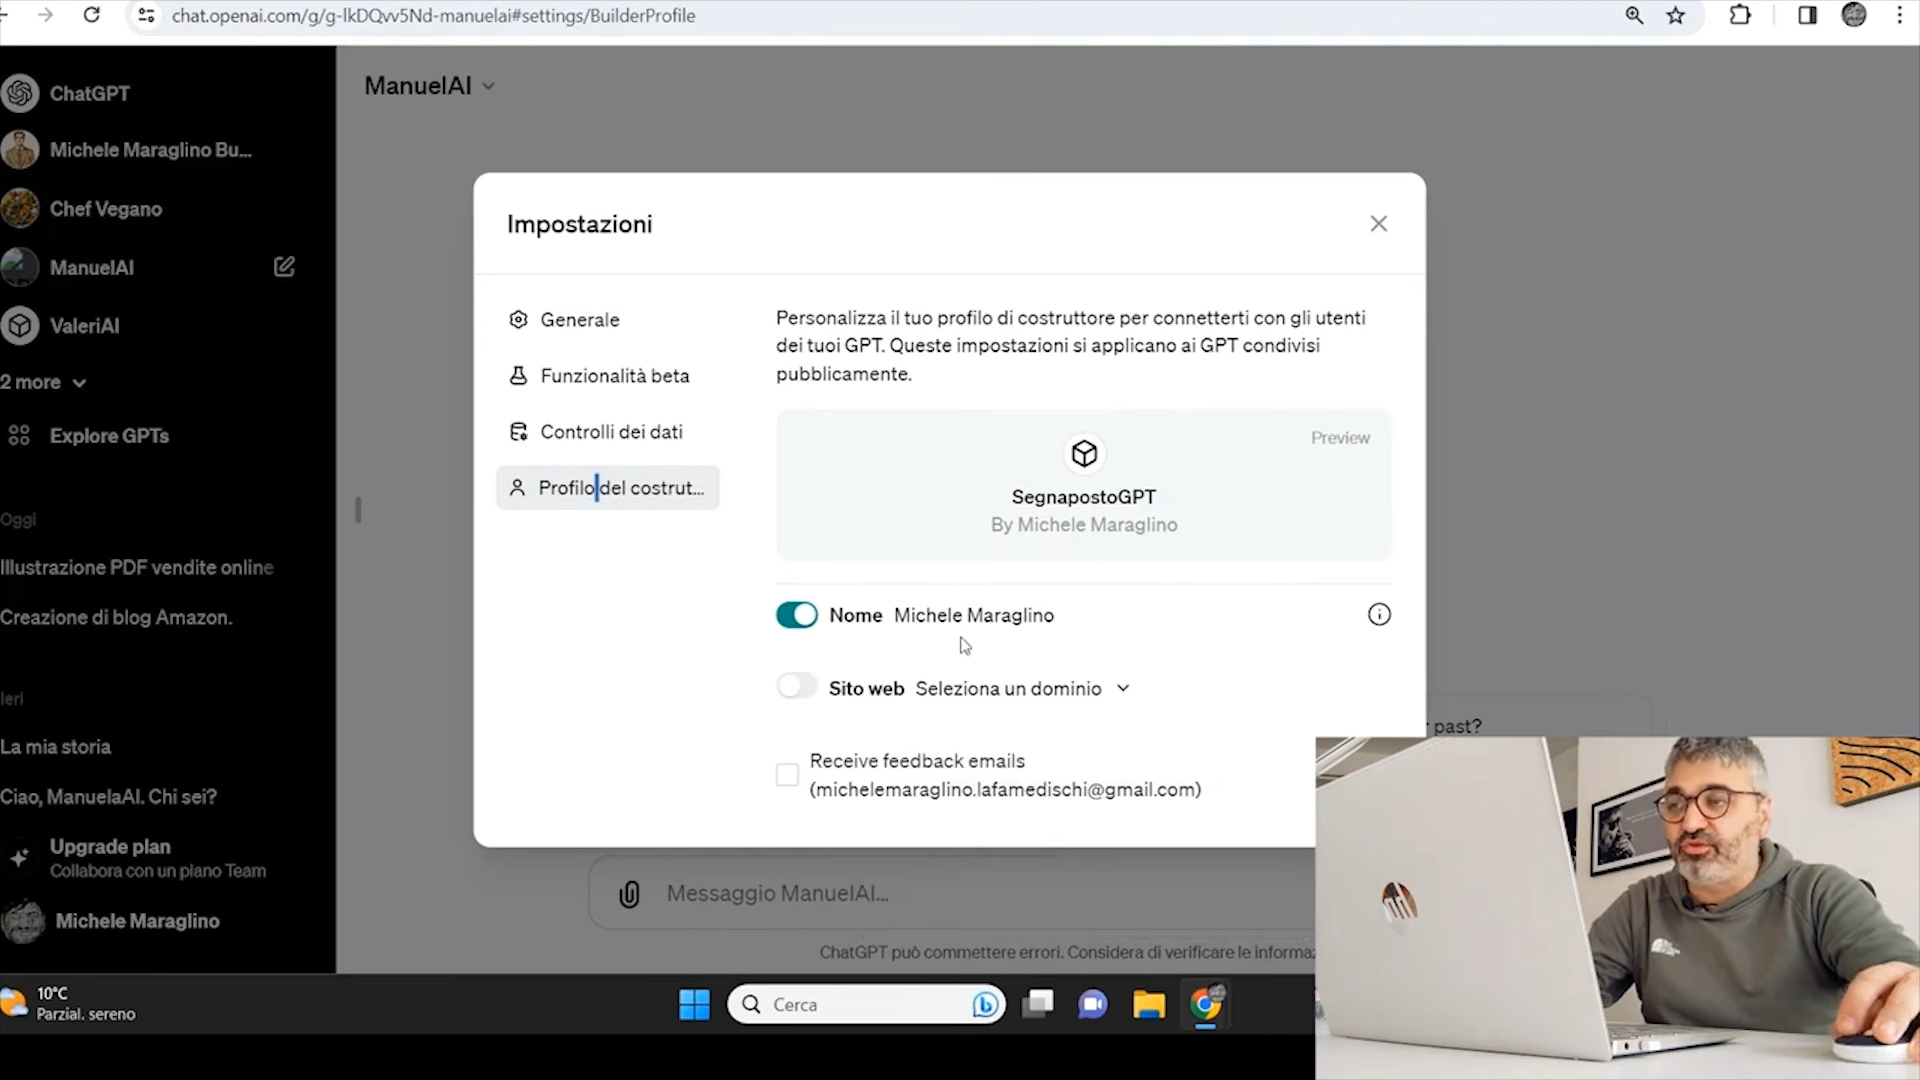 chat.openai.com/g/g-lkDQvv5Nd-manuelai#settings/BuilderProfile
ChatGPT
Michele Maraglino Bu...
Chef Vegano
ManuelAI
ValeriAI
2 more
Explore GPTs
Oggi
Illustrazione PDF vendite online
Creazione di blog Amazon.
Ieri
La mia storia
Ciao, ManuelaAI. Chi sei?
Upgrade plan
Collabora con un piano Team
Michele Maraglino
ManuelAI
Impostazioni
Generale
Funzionalità beta
Controlli dei dati
Profilo del costrut...
Personalizza il tuo profilo di costruttore per connetterti con gli utenti
dei tuoi GPT. Queste impostazioni si applicano ai GPT condivisi
pubblicamente.
Preview
SegnapostoGPT
By Michele Maraglino
Nome Michele Maraglino
Sito web Seleziona un dominio
Receive feedback emails
(michelemaraglino.lafamedischi@gmail.com)
past?
Messaggio ManuelAI...
ChatGPT può commettere errori. Considera di verificare le informaz
10°C
Parzial. sereno
Cerca